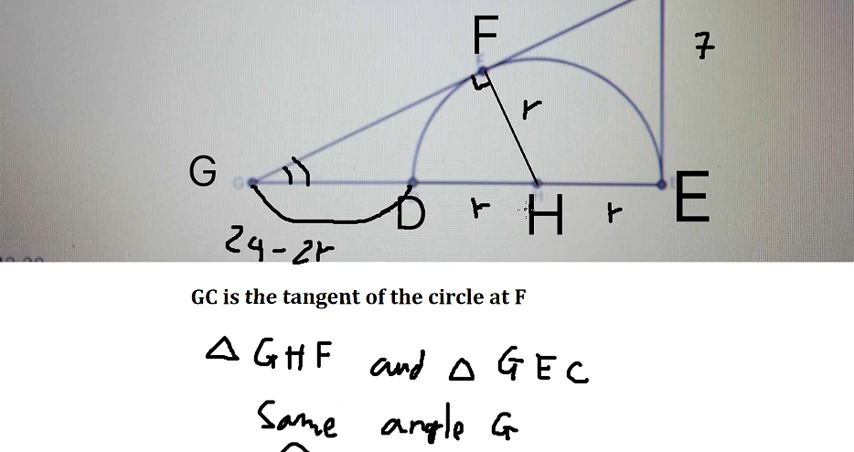 F
7
r
G
D r H r E
24-2r
GC is the tangent of the circle at F
△ GHF and △ GEC
Same angle G